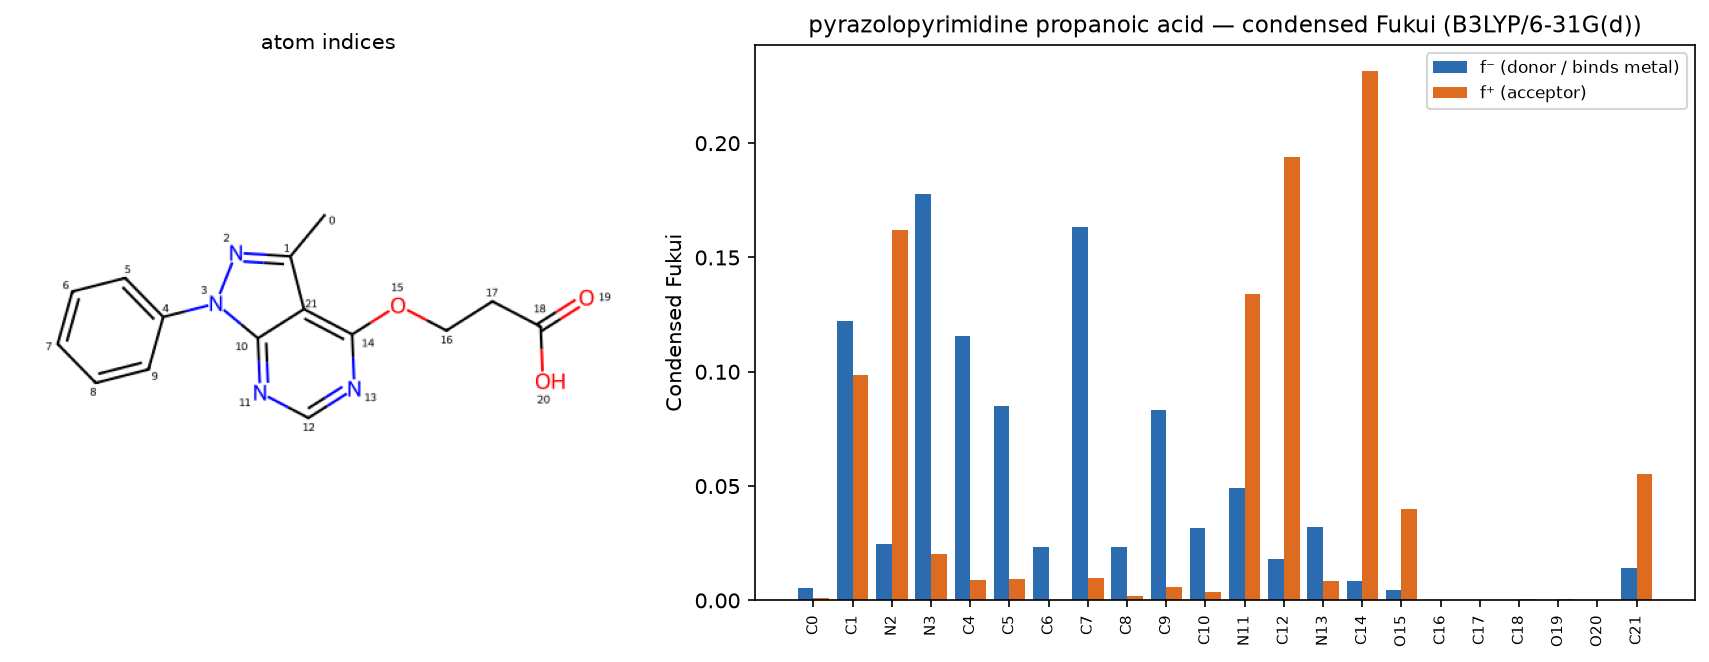 atom indices
0
1
2
N
3
N
4
5
6
7
8
9
10
11
N
12
N
13
14
15
O
16
17
18
O
19
OH
20
21
pyrazolopyrimidine propanoic acid — condensed Fukui (B3LYP/6-31G(d))
f⁻ (donor / binds metal)
f⁺ (acceptor)
Condensed Fukui
0.20
0.15
0.10
0.05
0.00
C0
C1
N2
N3
C4
C5
C6
C7
C8
C9
C10
N11
C12
N13
C14
O15
C16
C17
C18
O19
O20
C21